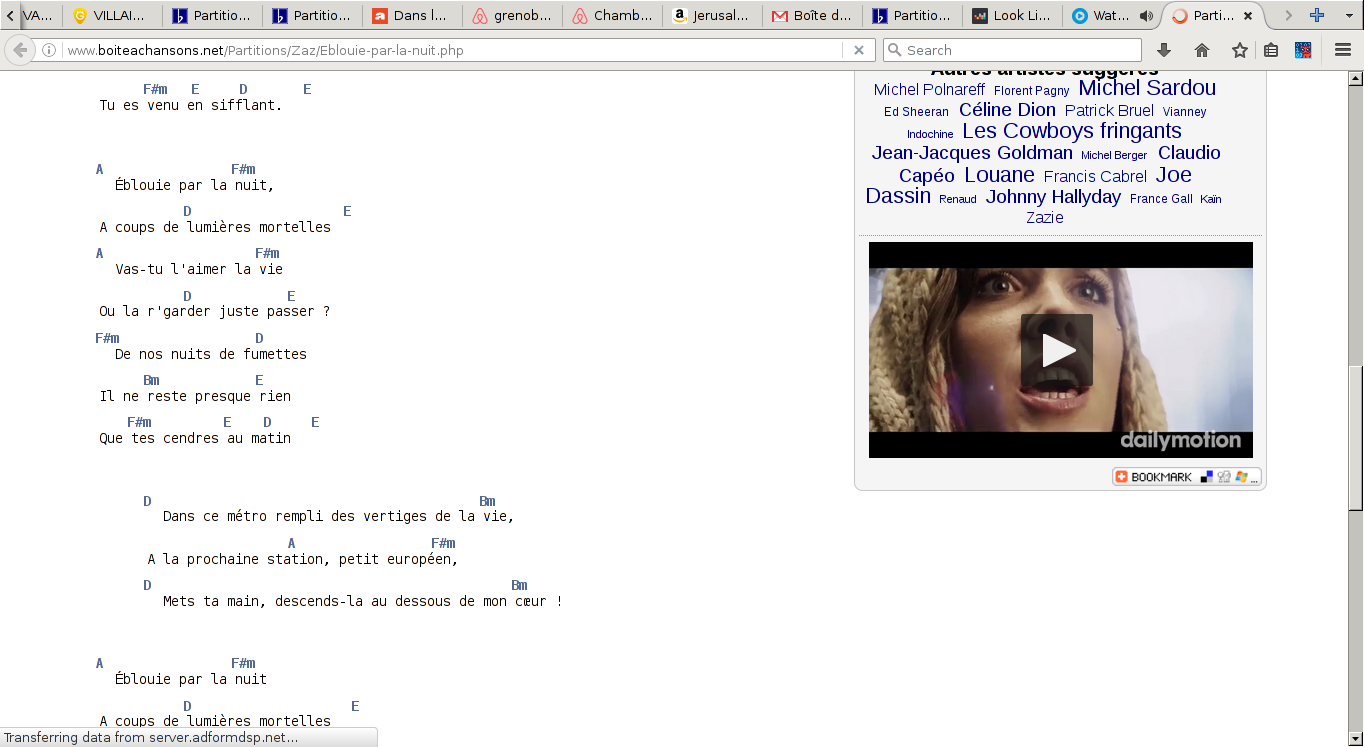 VA...
VILLAI...
Partitio...
Partitio...
Dans l...
grenob...
Chamb...
Jerusal...
Boîte d...
Partitio...
Look Li...
Wat...
Parti...
www.boiteachansons.net/Partitions/Zaz/Eblouie-par-la-nuit.php
Search
F#m E D E
Tu es venu en sifflant.
A F#m
Éblouie par la nuit,
D E
A coups de lumières mortelles
A F#m
Vas-tu l'aimer la vie
D E
Ou la r'garder juste passer ?
F#m D
De nos nuits de fumettes
Bm E
Il ne reste presque rien
F#m E D E
Que tes cendres au matin
D Bm
Dans ce métro rempli des vertiges de la vie,
A F#m
A la prochaine station, petit européen,
D Bm
Mets ta main, descends-la au dessous de mon cœur !
A F#m
Éblouie par la nuit
D E
A coups de lumières mortelles
Autres artistes suggérés
Michel Polnareff Florent Pagny Michel Sardou
Ed Sheeran Céline Dion Patrick Bruel Vianney
Indochine Les Cowboys fringants
Jean-Jacques Goldman Michel Berger Claudio
Capéo Louane Francis Cabrel Joe
Dassin Renaud Johnny Hallyday France Gall Kaïn
Zazie
dailymotion
BOOKMARK ...
Transferring data from server.adformdsp.net...